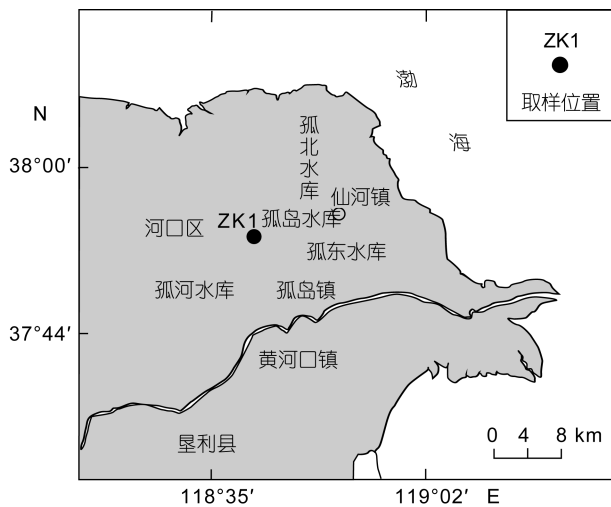 ZK1
取样位置
渤
海
N
38°00′
孤北水库
仙河镇
河口区
ZK1
孤岛水库
孤东水库
孤河水库
孤岛镇
37°44′
黄河口镇
垦利县
0 4 8 km
118°35′
119°02′ E